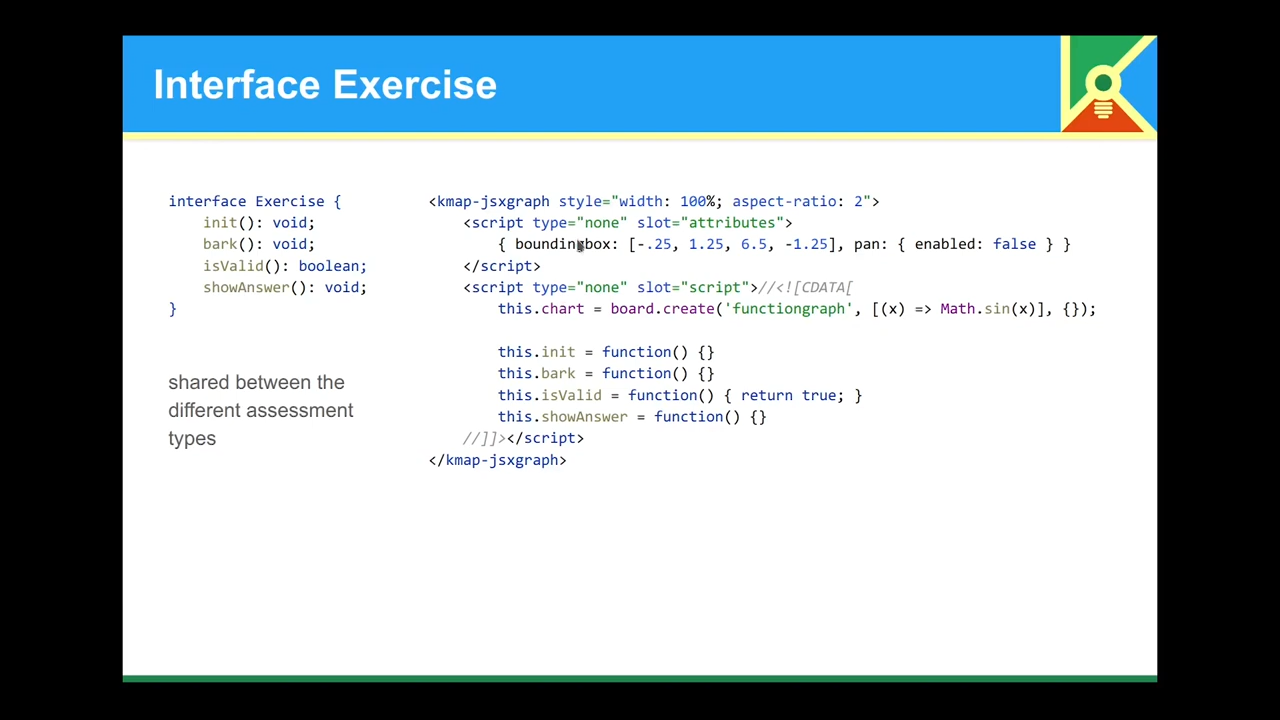 Interface Exercise
interface Exercise {
init(): void;
bark(): void;
isValid(): boolean;
showAnswer(): void;
}
shared between the
different assessment
types
<kmap-jsxgraph style="width: 100%; aspect-ratio: 2">
<script type="none" slot="attributes">
{ boundingbox: [-.25, 1.25, 6.5, -1.25], pan: { enabled: false } }
</script>
<script type="none" slot="script">//<![CDATA[
this.chart = board.create('functiongraph', [(x) => Math.sin(x)], {});
this.init = function() {}
this.bark = function() {}
this.isValid = function() { return true; }
this.showAnswer = function() {}
//]]></script>
</kmap-jsxgraph>